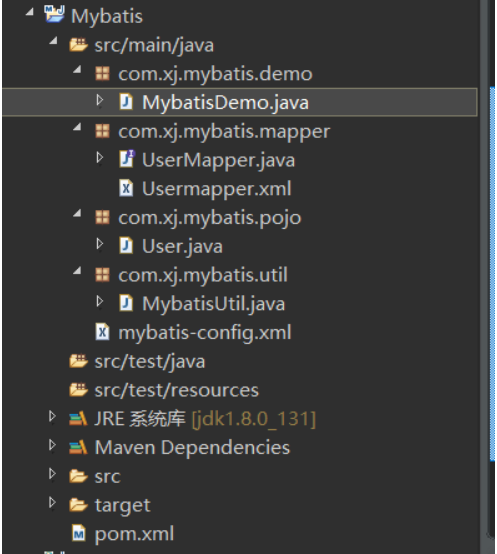 Mybatis
src/main/java
com.xj.mybatis.demo
MybatisDemo.java
com.xj.mybatis.mapper
UserMapper.java
Usermapper.xml
com.xj.mybatis.pojo
User.java
com.xj.mybatis.util
MybatisUtil.java
mybatis-config.xml
src/test/java
src/test/resources
JRE 系统库 [jdk1.8.0_131]
Maven Dependencies
src
target
pom.xml